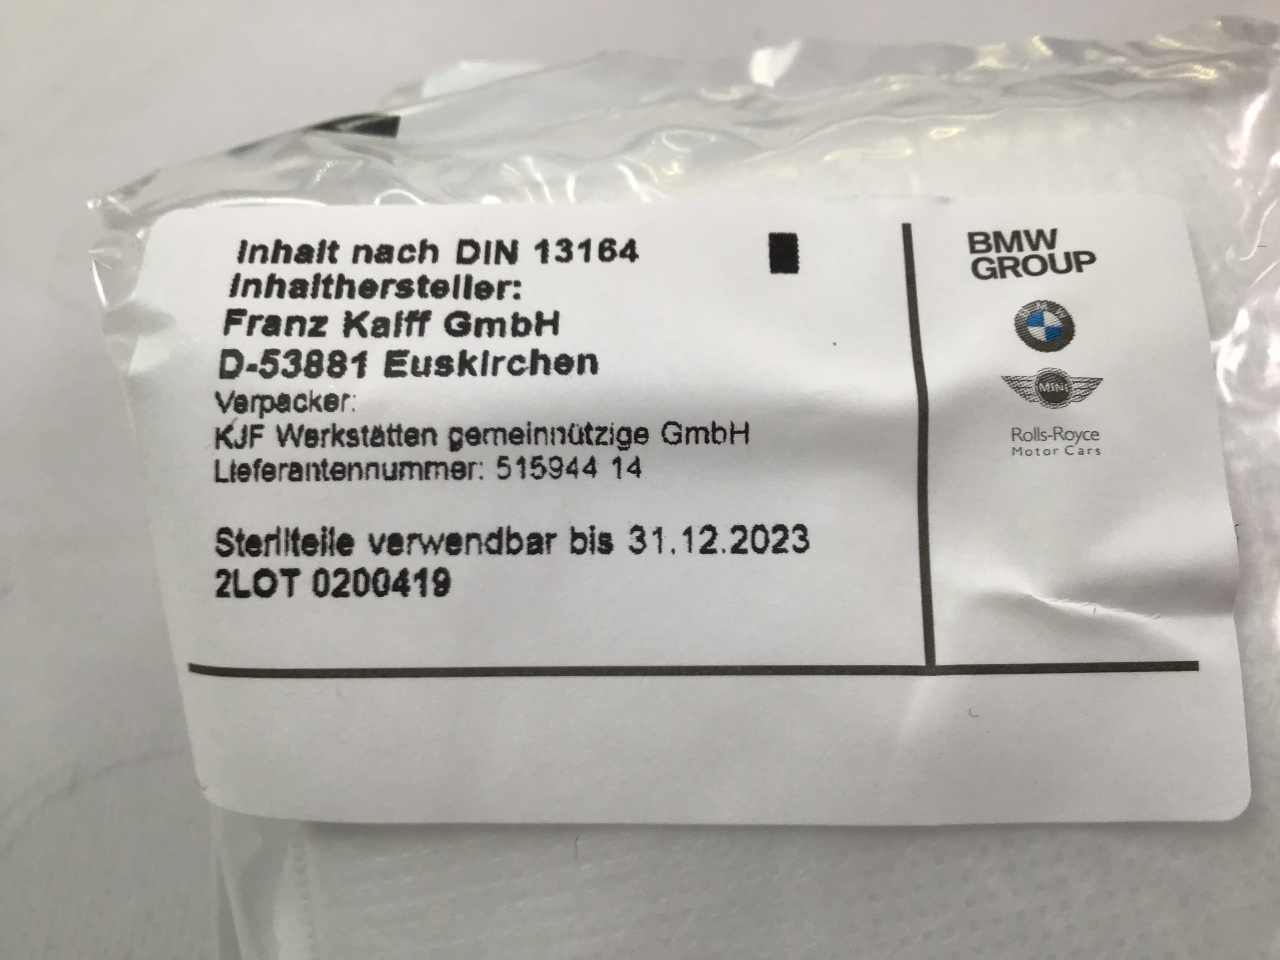 Inhalt nach DIN 13164
Inhalthersteller:
Franz Kalff GmbH
D-53881 Euskirchen
Verpacker:
KJF Werkstätten gemeinnützige GmbH
Lieferantennummer: 515944 14
Sterilteile verwendbar bis 31.12.2023
2LOT 0200419
BMW
GROUP
BMW
MINI
Rolls-Royce
Motor Cars